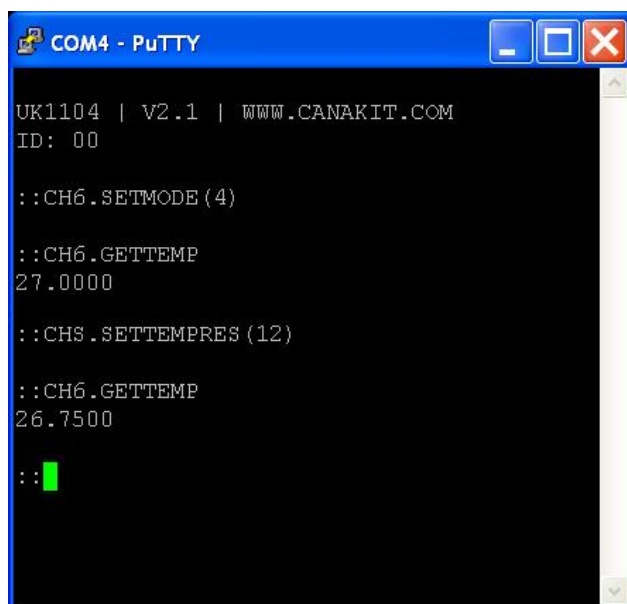 COM4 - PuTTY
UK1104 | V2.1 | WWW.CANAKIT.COM
ID: 00
::CH6.SETMODE(4)
::CH6.GETTEMP
27.0000
::CHS.SETTEMPRES(12)
::CH6.GETTEMP
26.7500
::